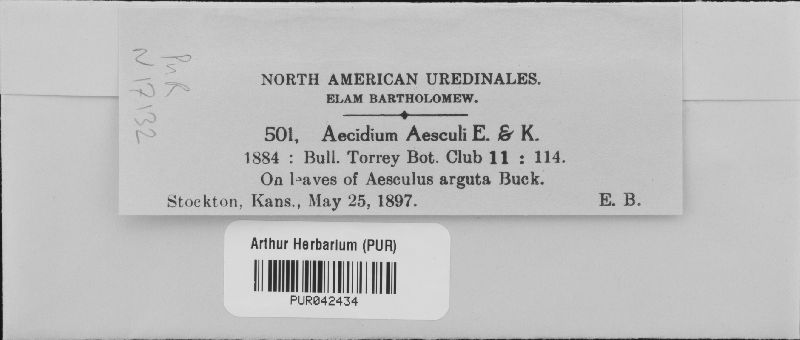 PUR
N 17132
NORTH AMERICAN UREDINALES.
ELAM BARTHOLOMEW.
501, Aecidium Aesculi E. & K.
1884 : Bull. Torrey Bot. Club 11 : 114.
On leaves of Aesculus arguta Buck.
Stockton, Kans., May 25, 1897. E. B.
Arthur Herbarium (PUR)
PUR042434